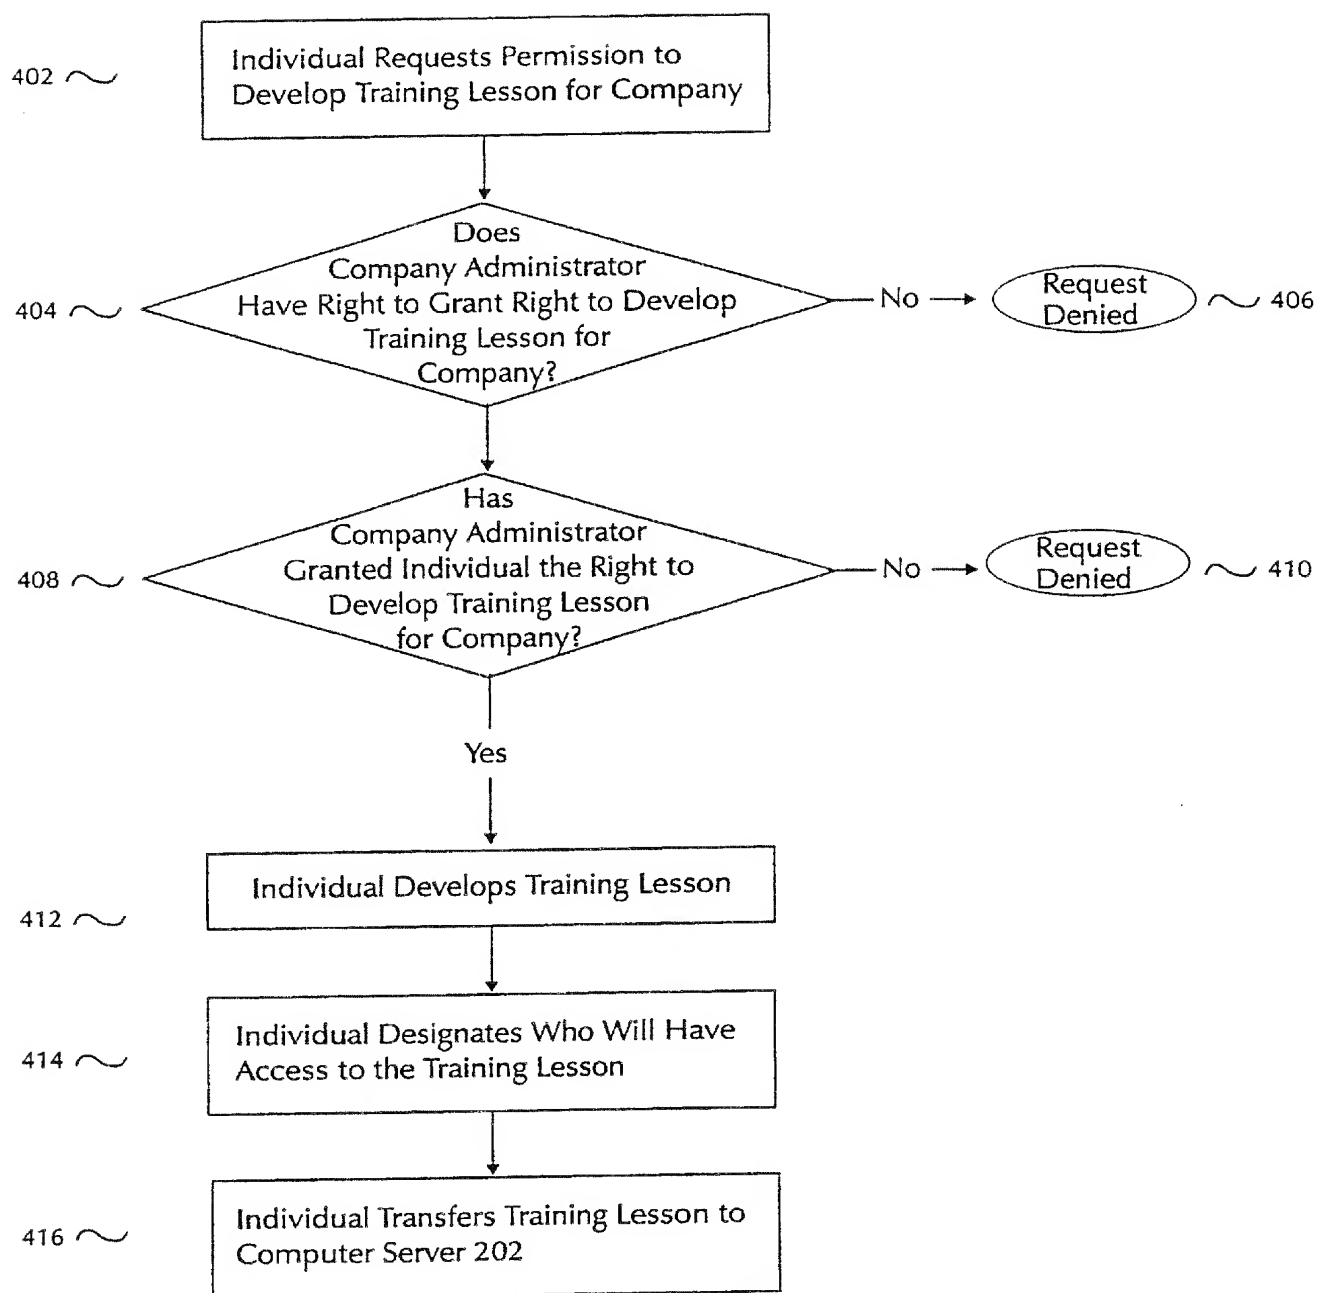 402
Individual Requests Permission to
Develop Training Lesson for Company
Does
Company Administrator
Have Right to Grant Right to Develop
Training Lesson for
Company?
404
No
Request
Denied
406
Has
Company Administrator
Granted Individual the Right to
Develop Training Lesson
for Company?
408
No
Request
Denied
410
Yes
Individual Develops Training Lesson
412
Individual Designates Who Will Have
Access to the Training Lesson
414
Individual Transfers Training Lesson to
Computer Server 202
416